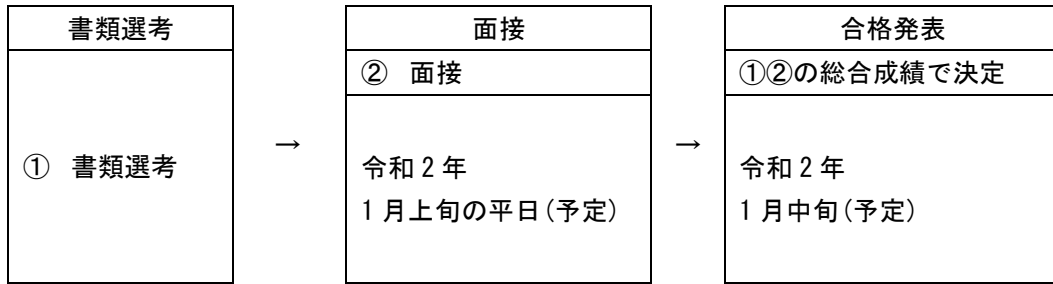 書類選考
① 書類選考
→
面接
② 面接
令和2年
1月上旬の平日(予定)
→
合格発表
①②の総合成績で決定
令和2年
1月中旬(予定)